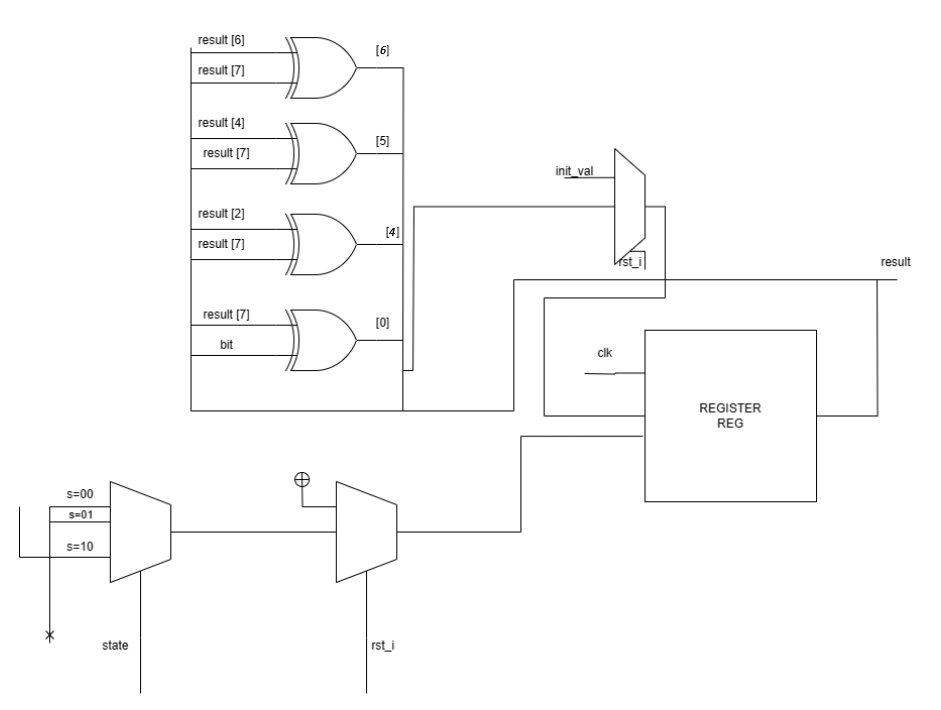 result [6]
[6]
result [7]
result [4]
[5]
result [7]
init_val
result [2]
[4]
result [7]
rst_i
result
result [7]
[0]
bit
clk
REGISTER
REG
s=00
s=01
s=10
state
rst_i